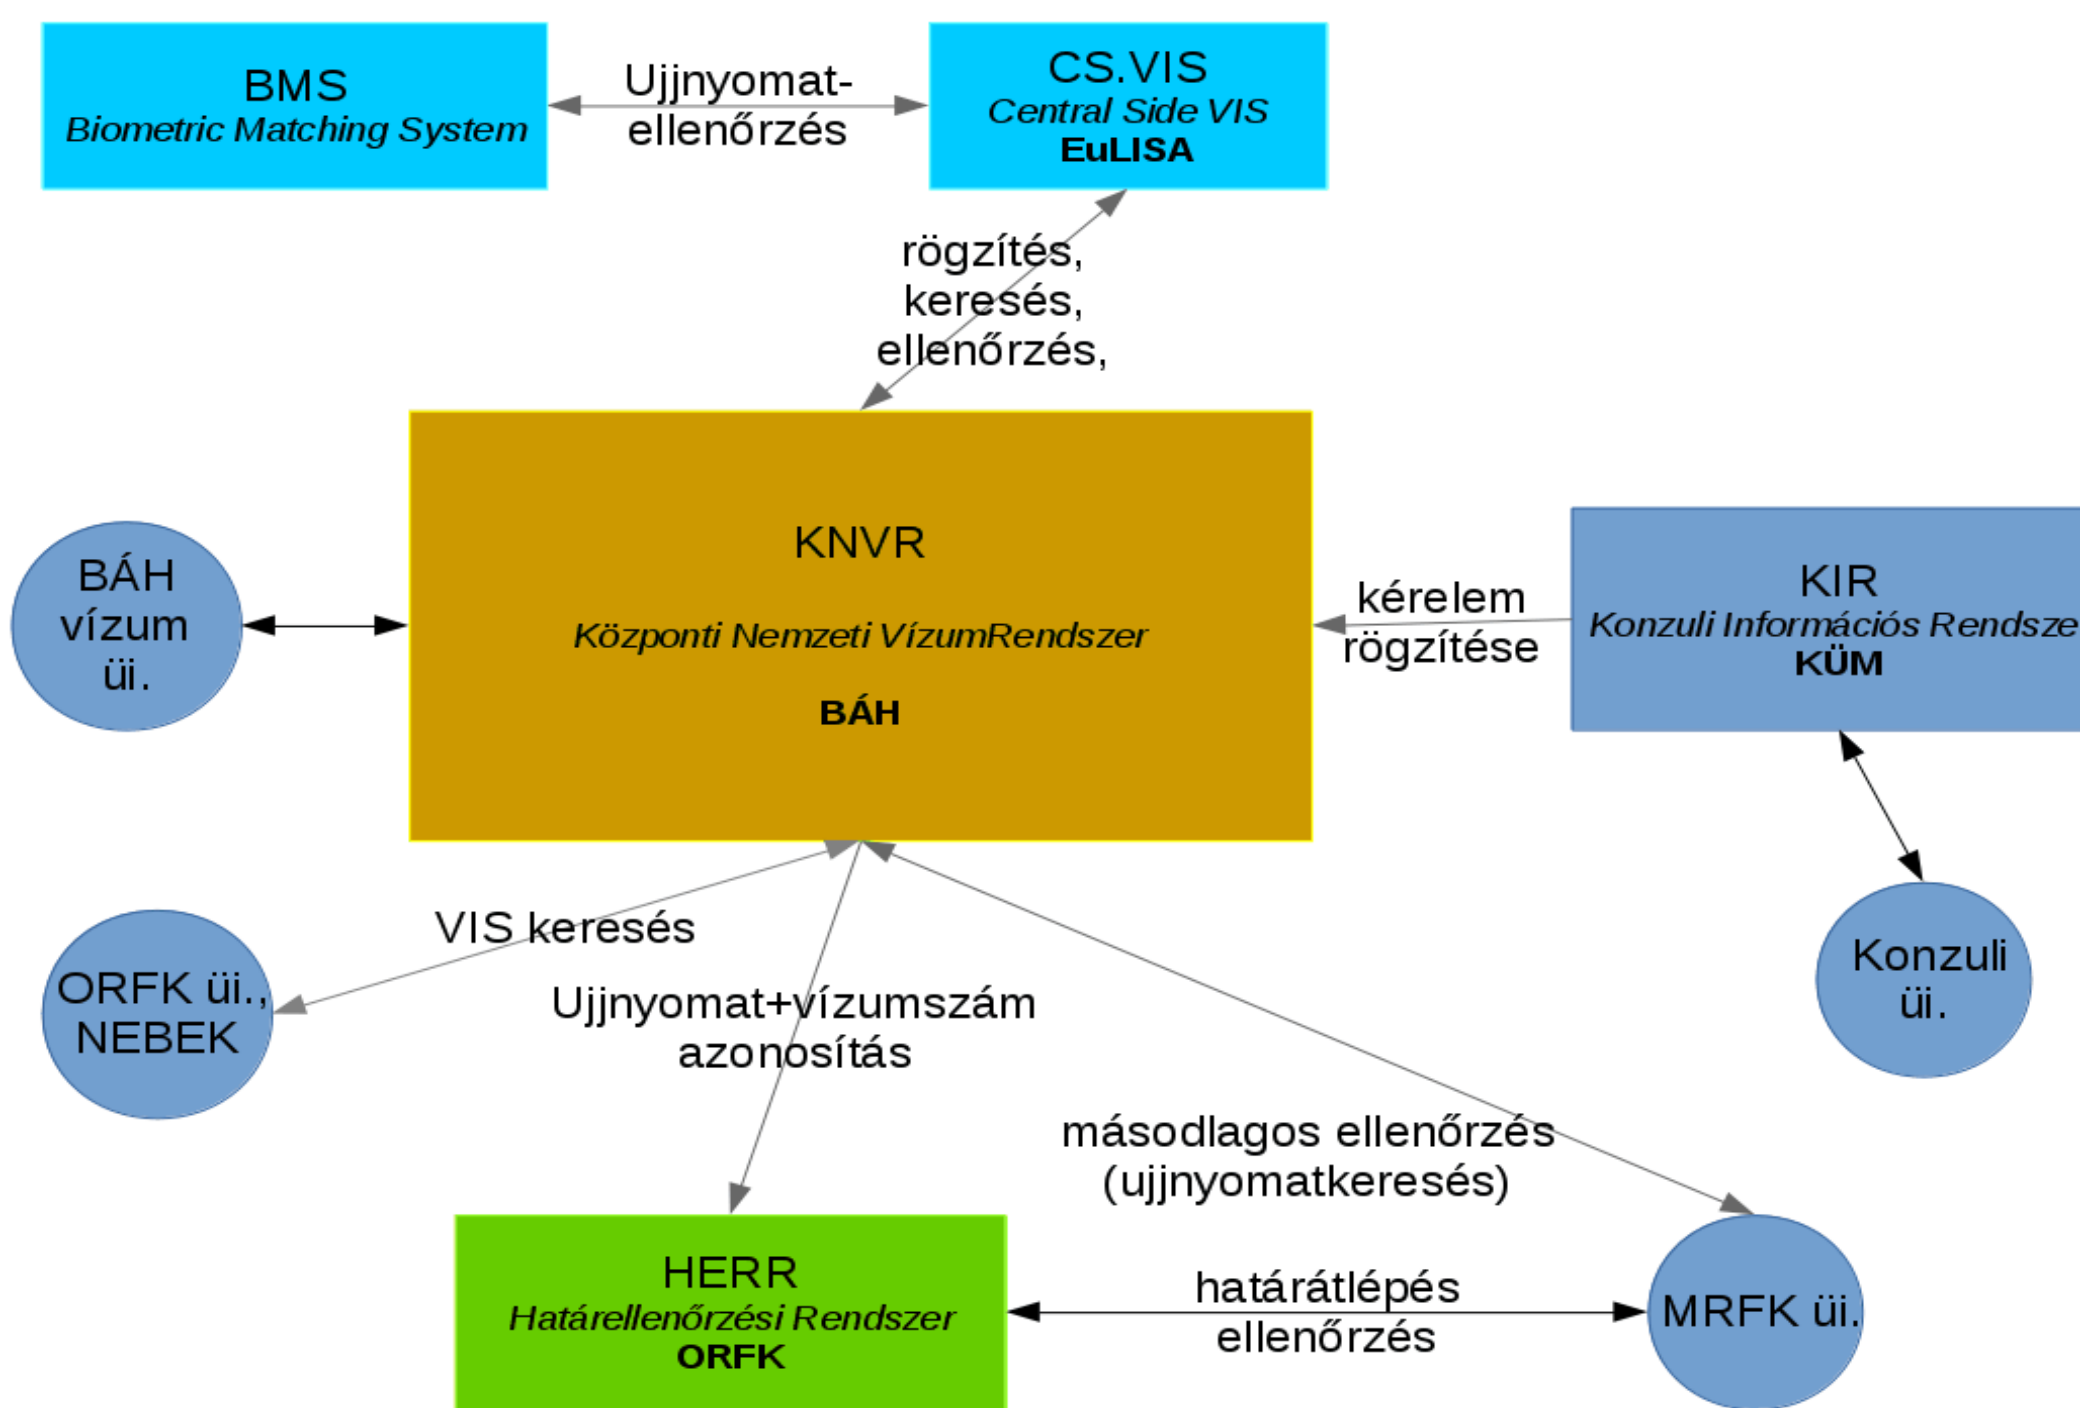 BMS
Biometric Matching System
Ujjnyomat-
ellenőrzés
CS.VIS
Central Side VIS
EuLISA
rögzítés,
keresés,
ellenőrzés,
KNVR
Központi Nemzeti VízumRendszer
BÁH
BÁH
vízum
üi.
kérelem
rögzítése
KIR
Konzuli Információs Rendsze
KÜM
VIS keresés
ORFK üi.,
NEBEK
Ujjnyomat+vízumszám
azonosítás
Konzuli
üi.
másodlagos ellenőrzés
(ujjnyomatkeresés)
HERR
Határellenőrzési Rendszer
ORFK
határátlépés
ellenőrzés
MRFK üi.